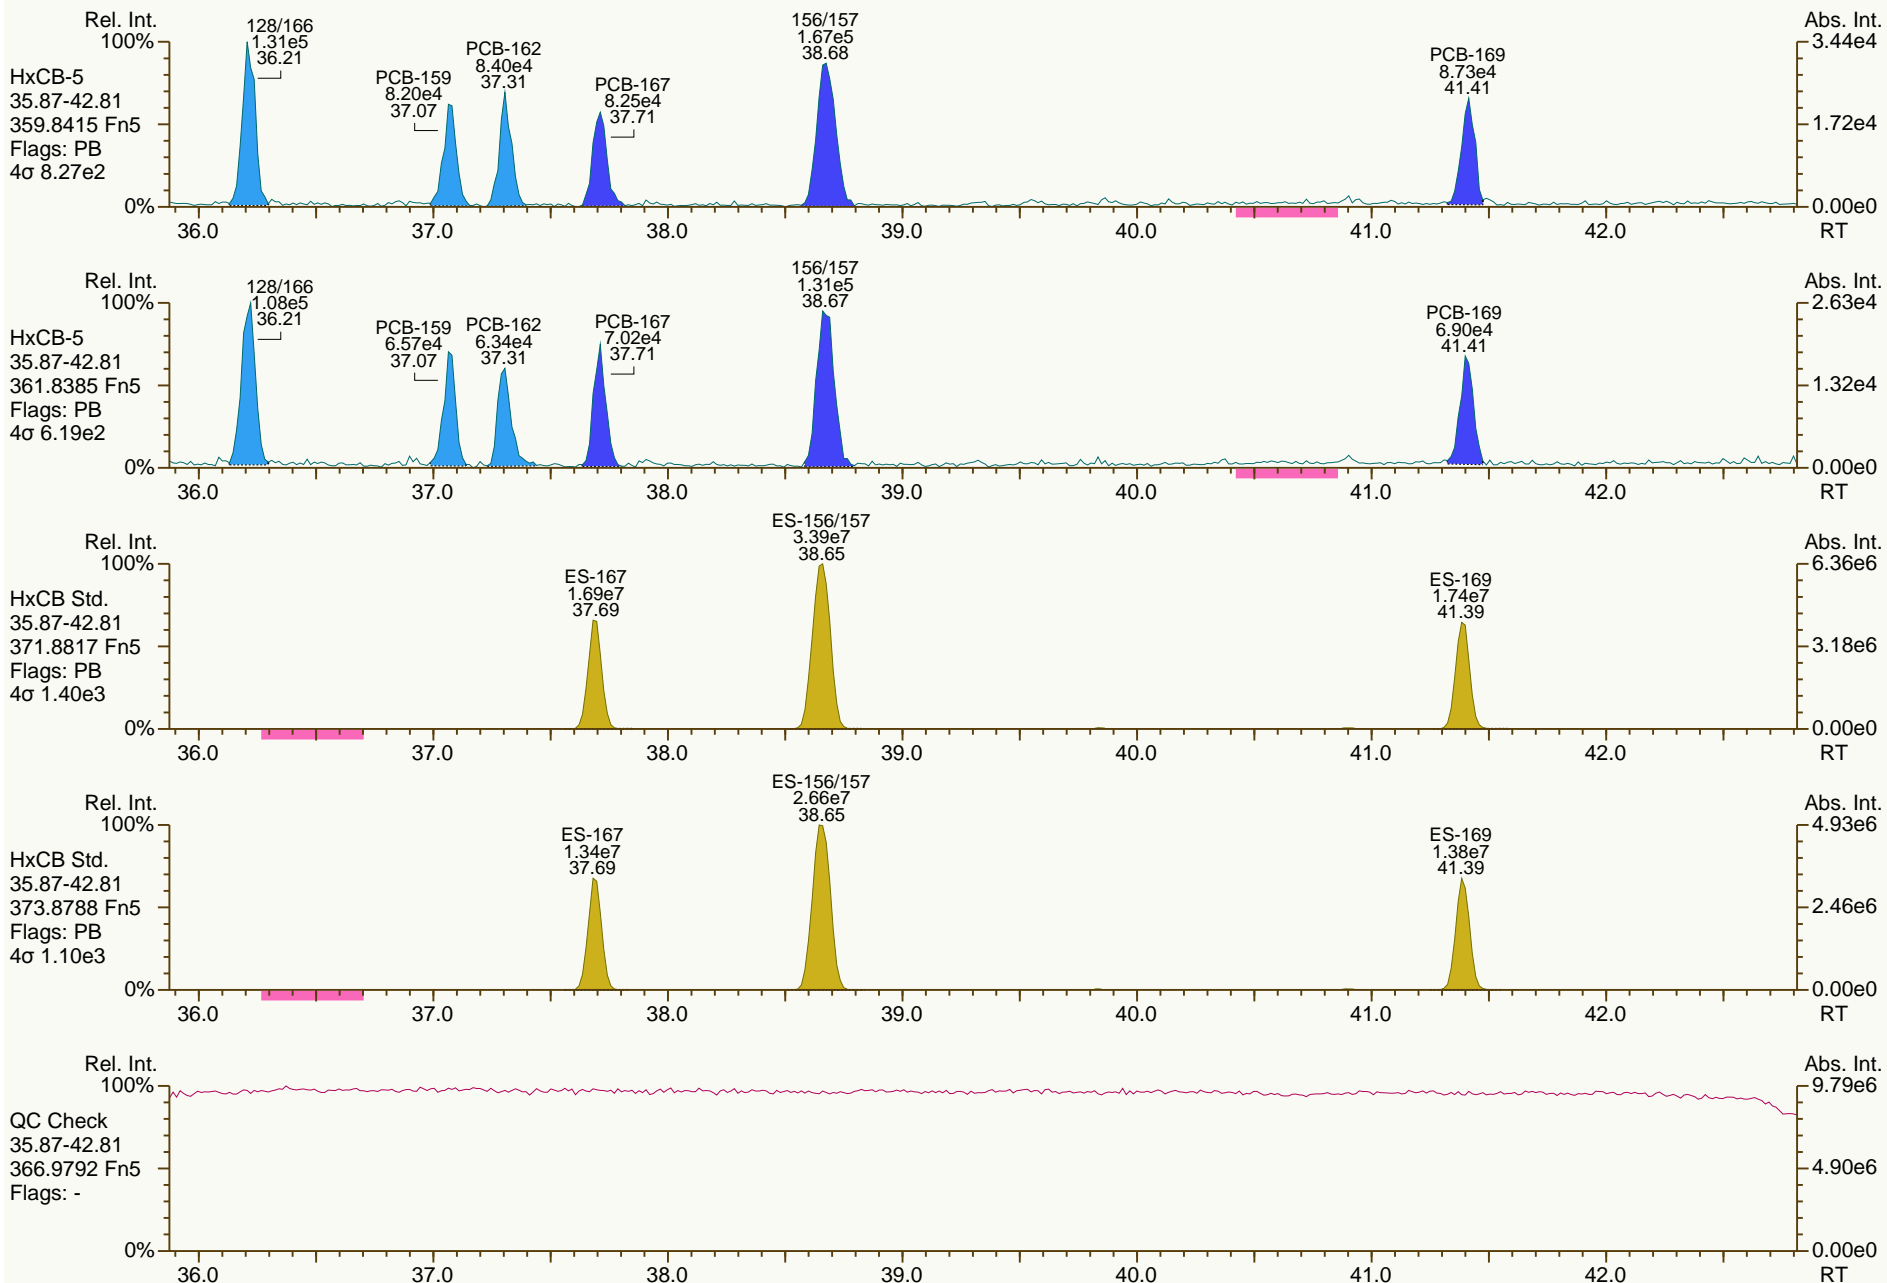 Rel. Int.
Abs. Int.
100%
0%
HxCB-5
35.87-42.81
359.8415 Fn5
Flags: PB
4σ 8.27e2
128/166
1.31e5
36.21
PCB-159
8.20e4
37.07
PCB-162
8.40e4
37.31
PCB-167
8.25e4
37.71
156/157
1.67e5
38.68
PCB-169
8.73e4
41.41
3.44e4
1.72e4
0.00e0
36.0 37.0 38.0 39.0 40.0 41.0 42.0 RT
Rel. Int.
Abs. Int.
100%
0%
HxCB-5
35.87-42.81
361.8385 Fn5
Flags: PB
4σ 6.19e2
128/166
1.08e5
36.21
PCB-159
6.57e4
37.07
PCB-162
6.34e4
37.31
PCB-167
7.02e4
37.71
156/157
1.31e5
38.67
PCB-169
6.90e4
41.41
2.63e4
1.32e4
0.00e0
36.0 37.0 38.0 39.0 40.0 41.0 42.0 RT
Rel. Int.
Abs. Int.
100%
0%
HxCB Std.
35.87-42.81
371.8817 Fn5
Flags: PB
4σ 1.40e3
ES-167
1.69e7
37.69
ES-156/157
3.39e7
38.65
ES-169
1.74e7
41.39
6.36e6
3.18e6
0.00e0
36.0 37.0 38.0 39.0 40.0 41.0 42.0 RT
Rel. Int.
Abs. Int.
100%
0%
HxCB Std.
35.87-42.81
373.8788 Fn5
Flags: PB
4σ 1.10e3
ES-167
1.34e7
37.69
ES-156/157
2.66e7
38.65
ES-169
1.38e7
41.39
4.93e6
2.46e6
0.00e0
36.0 37.0 38.0 39.0 40.0 41.0 42.0 RT
Rel. Int.
Abs. Int.
100%
0%
QC Check
35.87-42.81
366.9792 Fn5
Flags: -
9.79e6
4.90e6
0.00e0
36.0 37.0 38.0 39.0 40.0 41.0 42.0 RT